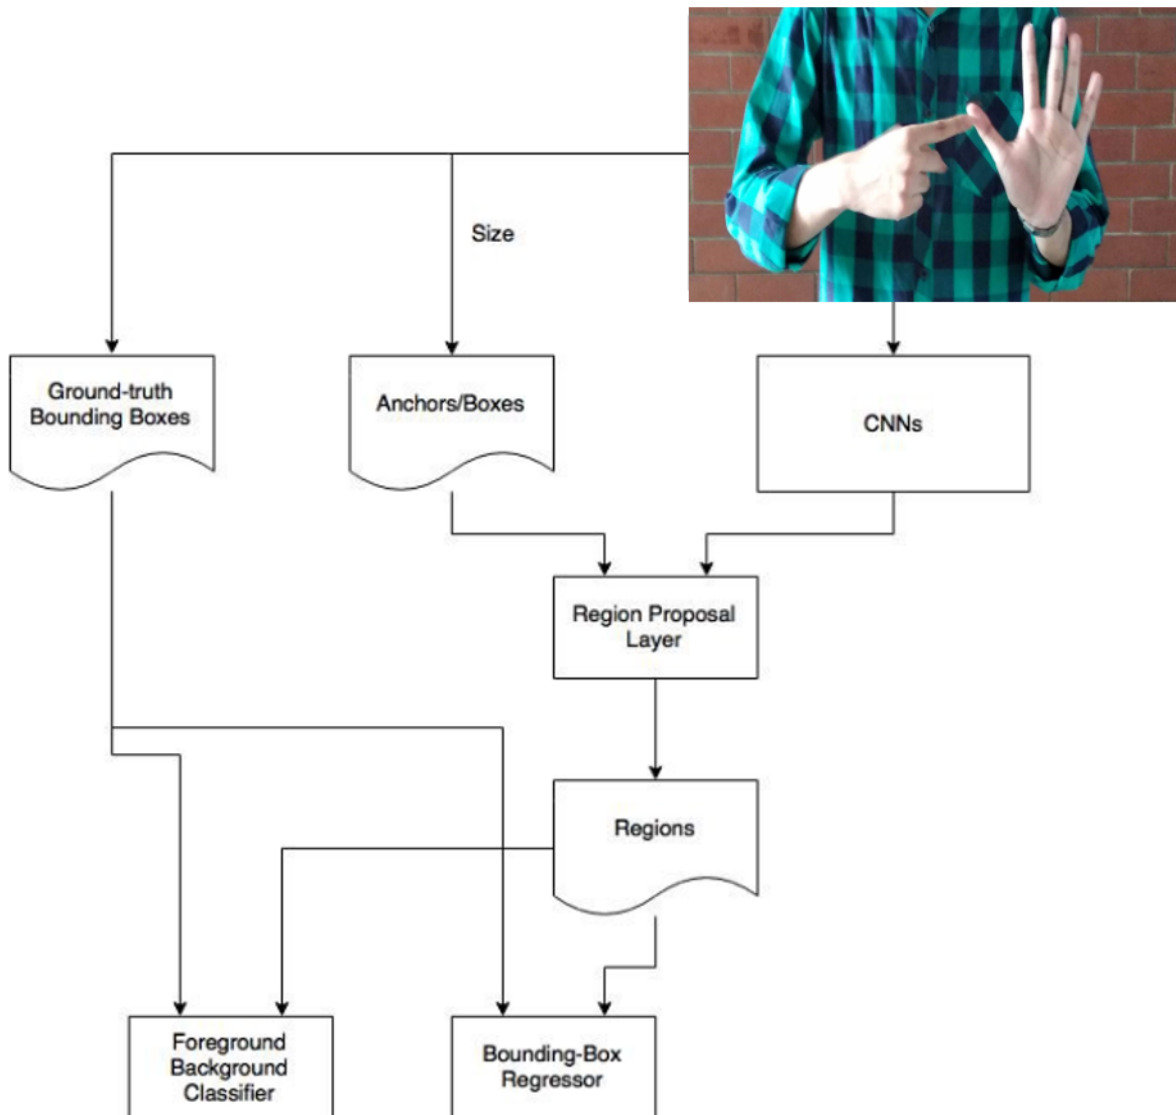 Size
Ground-truth
Bounding Boxes
Anchors/Boxes
CNNs
Region Proposal
Layer
Regions
Foreground
Background
Classifier
Bounding-Box
Regressor